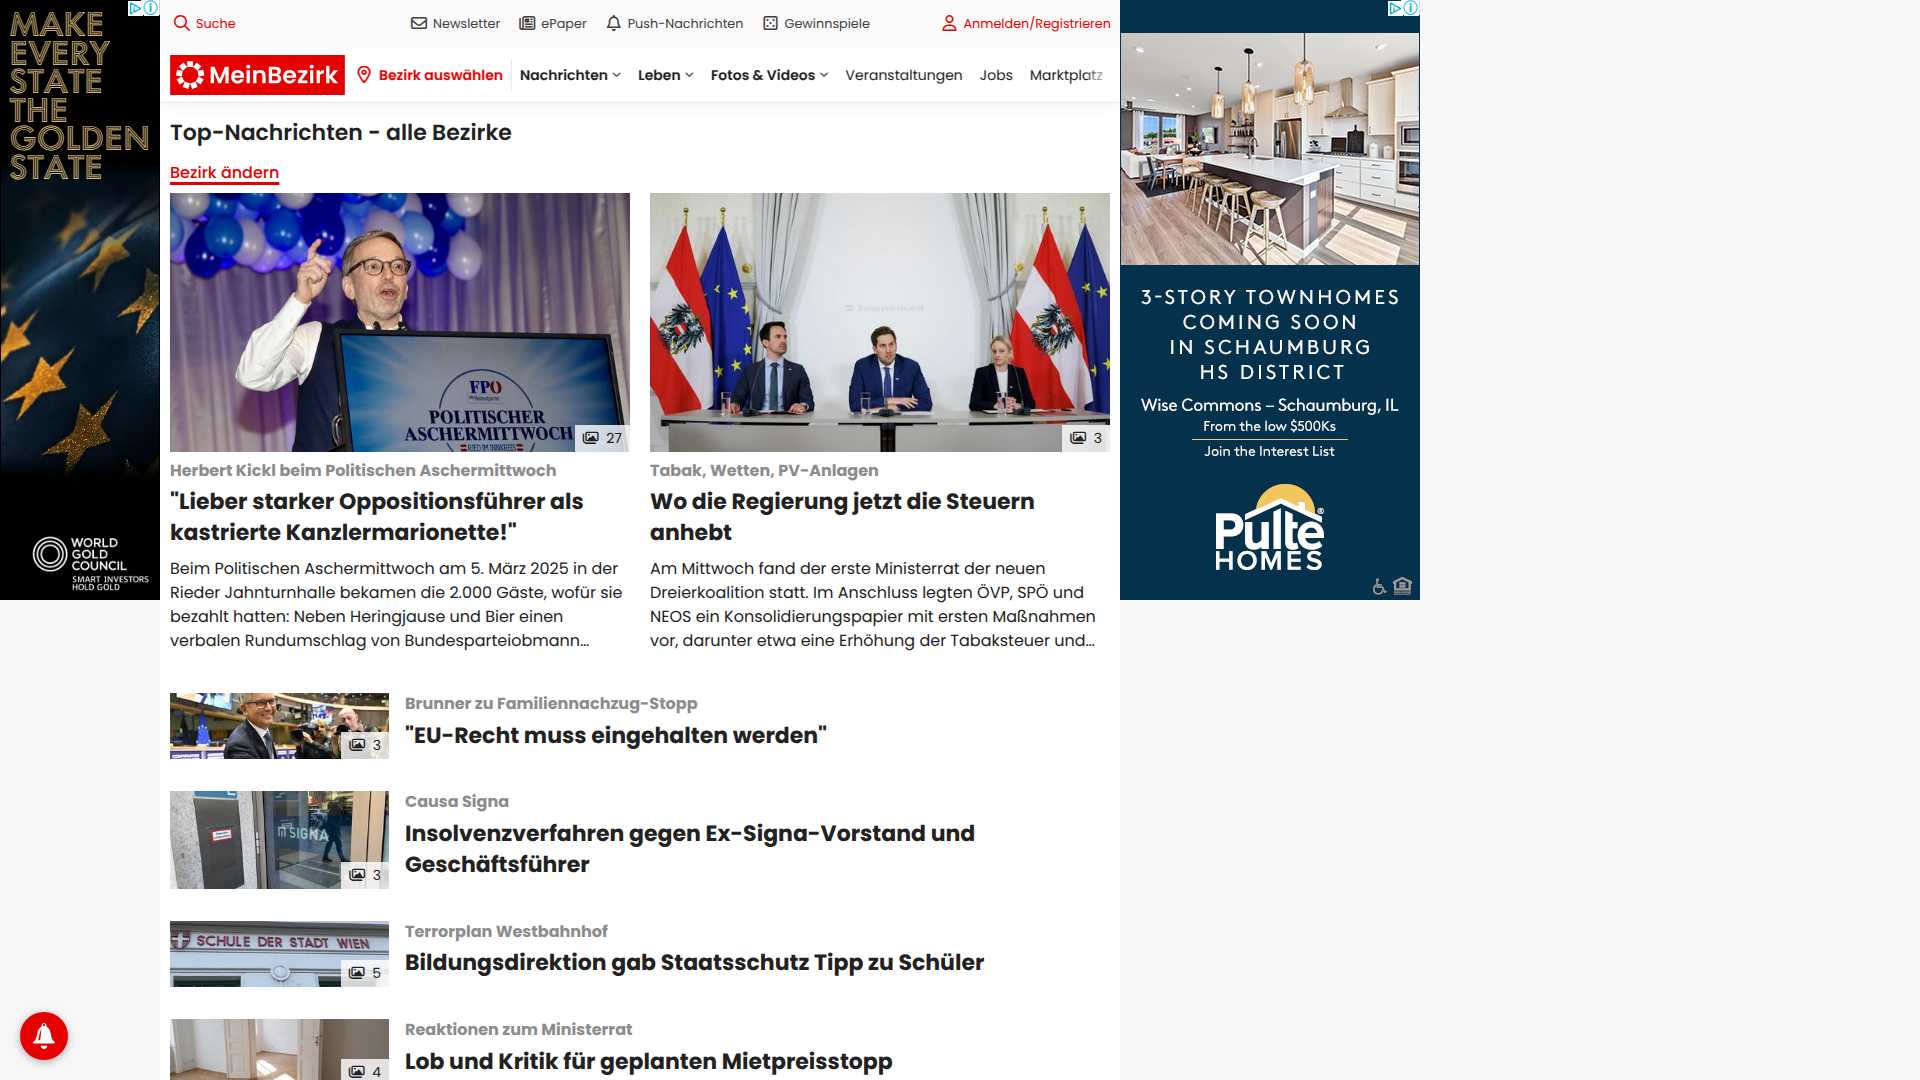 MAKE
EVERY
STATE
THE
GOLDEN
STATE
WORLD
GOLD
COUNCIL
SMART INVESTORS
HOLD GOLD
Suche
Newsletter
ePaper
Push-Nachrichten
Gewinnspiele
Anmelden/Registrieren
MeinBezirk
Bezirk auswählen
Nachrichten
Leben
Fotos & Videos
Veranstaltungen
Jobs
Marktplatz
Top-Nachrichten - alle Bezirke
Bezirk ändern
FPÖ
POLITISCHER
ASCHERMITTWOCH
27
3
Herbert Kickl beim Politischen Aschermittwoch
"Lieber starker Oppositionsführer als
kastrierte Kanzlermarionette!"
Beim Politischen Aschermittwoch am 5. März 2025 in der
Rieder Jahnturnhalle bekamen die 2.000 Gäste, wofür sie
bezahlt hatten: Neben Heringjause und Bier einen
verbalen Rundumschlag von Bundesparteiobmann...
Tabak, Wetten, PV-Anlagen
Wo die Regierung jetzt die Steuern
anhebt
Am Mittwoch fand der erste Ministerrat der neuen
Dreierkoalition statt. Im Anschluss legten ÖVP, SPÖ und
NEOS ein Konsolidierungspapier mit ersten Maßnahmen
vor, darunter etwa eine Erhöhung der Tabaksteuer und...
3
Brunner zu Familiennachzug-Stopp
"EU-Recht muss eingehalten werden"
SIGNA
3
Causa Signa
Insolvenzverfahren gegen Ex-Signa-Vorstand und
Geschäftsführer
SCHULE DER STADT WIEN
5
Terrorplan Westbahnhof
Bildungsdirektion gab Staatsschutz Tipp zu Schüler
4
Reaktionen zum Ministerrat
Lob und Kritik für geplanten Mietpreisstopp
3-STORY TOWNHOMES
COMING SOON
IN SCHAUMBURG
HS DISTRICT
Wise Commons – Schaumburg, IL
From the low $500Ks
Join the Interest List
Pulte®
HOMES